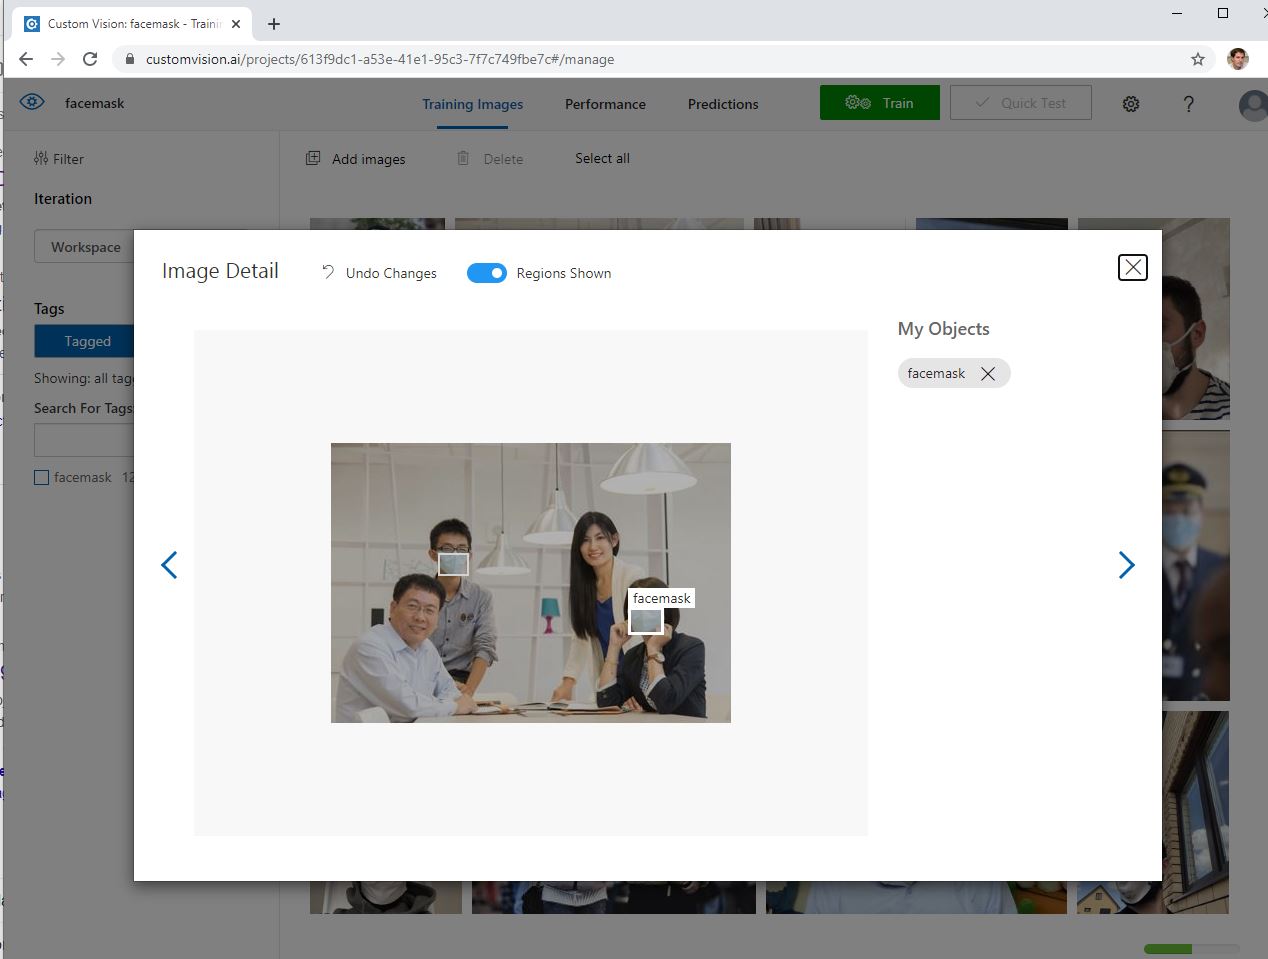 Custom Vision: facemask - Traini
customvision.ai/projects/613f9dc1-a53e-41e1-95c3-7f7c749fbe7c#/manage
facemask
Training Images
Performance
Predictions
Train
Quick Test
?
Filter
Add images
Delete
Select all
Iteration
Workspace
Image Detail
Undo Changes
Regions Shown
Tags
Tagged
My Objects
Showing: all tag
facemask
Search For Tags:
facemask 12
facemask